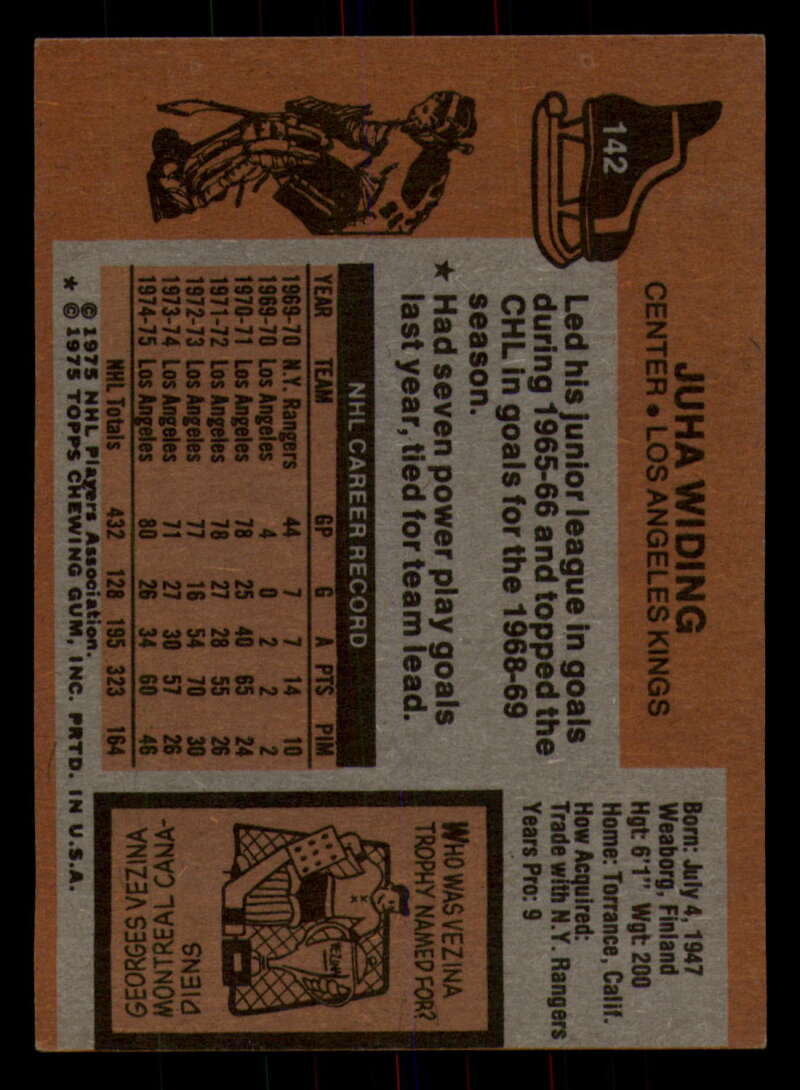 142
JUHA WIDING
CENTER • LOS ANGELES KINGS
Led his junior league in goals
during 1965-66 and topped the
CHL in goals for the 1968-69
season.
★ Had seven power play goals
last year, tied for team lead.
NHL CAREER RECORD
YEAR TEAM GP G A PTS PIM
1969-70 N.Y. Rangers 44 7 7 14 10
1969-70 Los Angeles 4 0 2 2 2
1970-71 Los Angeles 78 25 40 65 24
1971-72 Los Angeles 78 27 28 55 26
1972-73 Los Angeles 77 16 54 70 30
1973-74 Los Angeles 71 27 30 57 26
1974-75 Los Angeles 80 26 34 60 46
NHL Totals 432 128 195 323 164
© 1975 NHL Players Association.
* © 1975 TOPPS CHEWING GUM, INC. PRTD. IN U.S.A.
Born: July 4, 1947
Weaborg, Finland
Hgt: 6'1" Wgt: 200
Home: Torrance, Calif.
How Acquired:
Trade with N.Y. Rangers
Years Pro: 9
WHO WAS VEZINA
TROPHY NAMED FOR?
VEZINA
GEORGES VEZINA
MONTREAL CANA-
DIENS